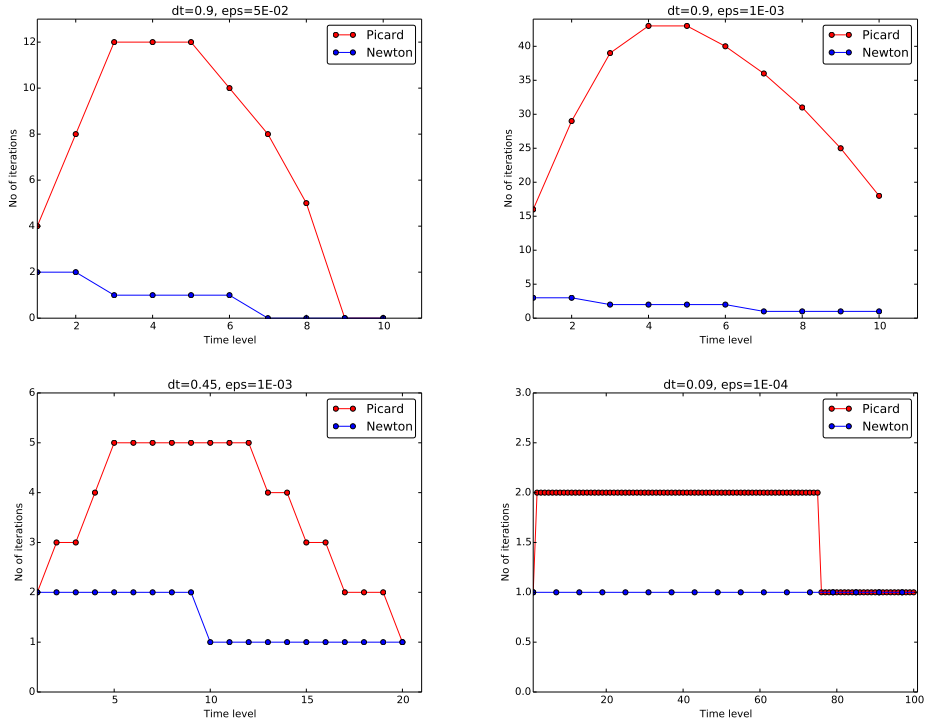 dt=0.9, eps=5E-02
Picard
Newton
No of iterations
12
10
8
6
4
2
0
2 4 6 8 10
Time level
dt=0.9, eps=1E-03
Picard
Newton
No of iterations
40
35
30
25
20
15
10
5
0
2 4 6 8 10
Time level
dt=0.45, eps=1E-03
Picard
Newton
No of iterations
6
5
4
3
2
1
0
5 10 15 20
Time level
dt=0.09, eps=1E-04
Picard
Newton
No of iterations
3.0
2.5
2.0
1.5
1.0
0.5
0.0
20 40 60 80 100
Time level